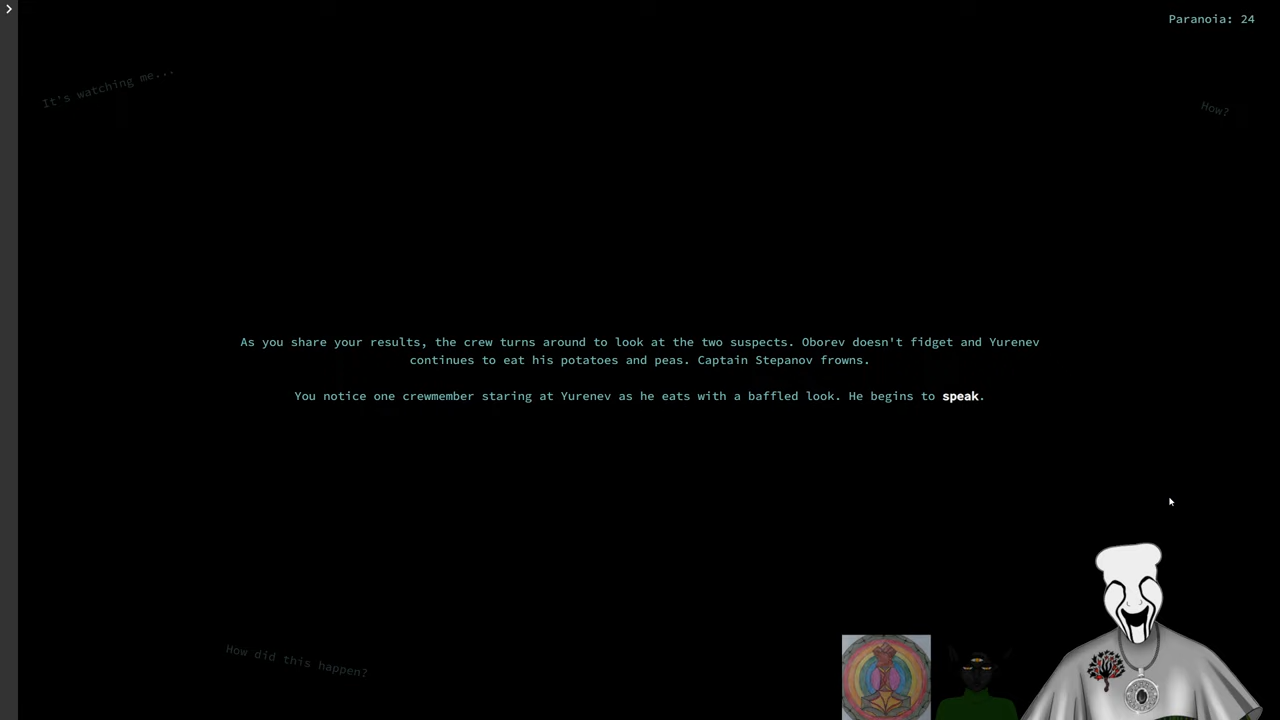 Paranoia: 24
It's watching me...
How?
As you share your results, the crew turns around to look at the two suspects. Oborev doesn't fidget and Yurenev
continues to eat his potatoes and peas. Captain Stepanov frowns.
You notice one crewmember staring at Yurenev as he eats with a baffled look. He begins to speak.
How did this happen?